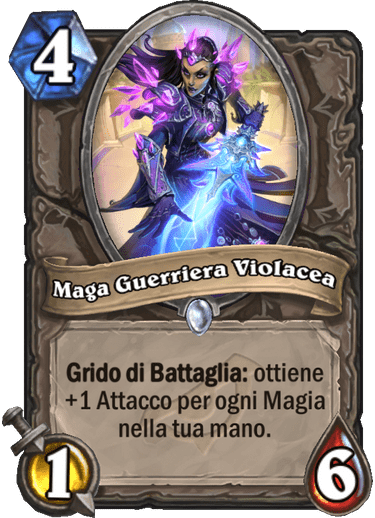 4
Maga Guerriera Violacea
Grido di Battaglia: ottiene
+1 Attacco per ogni Magia
nella tua mano.
1
6